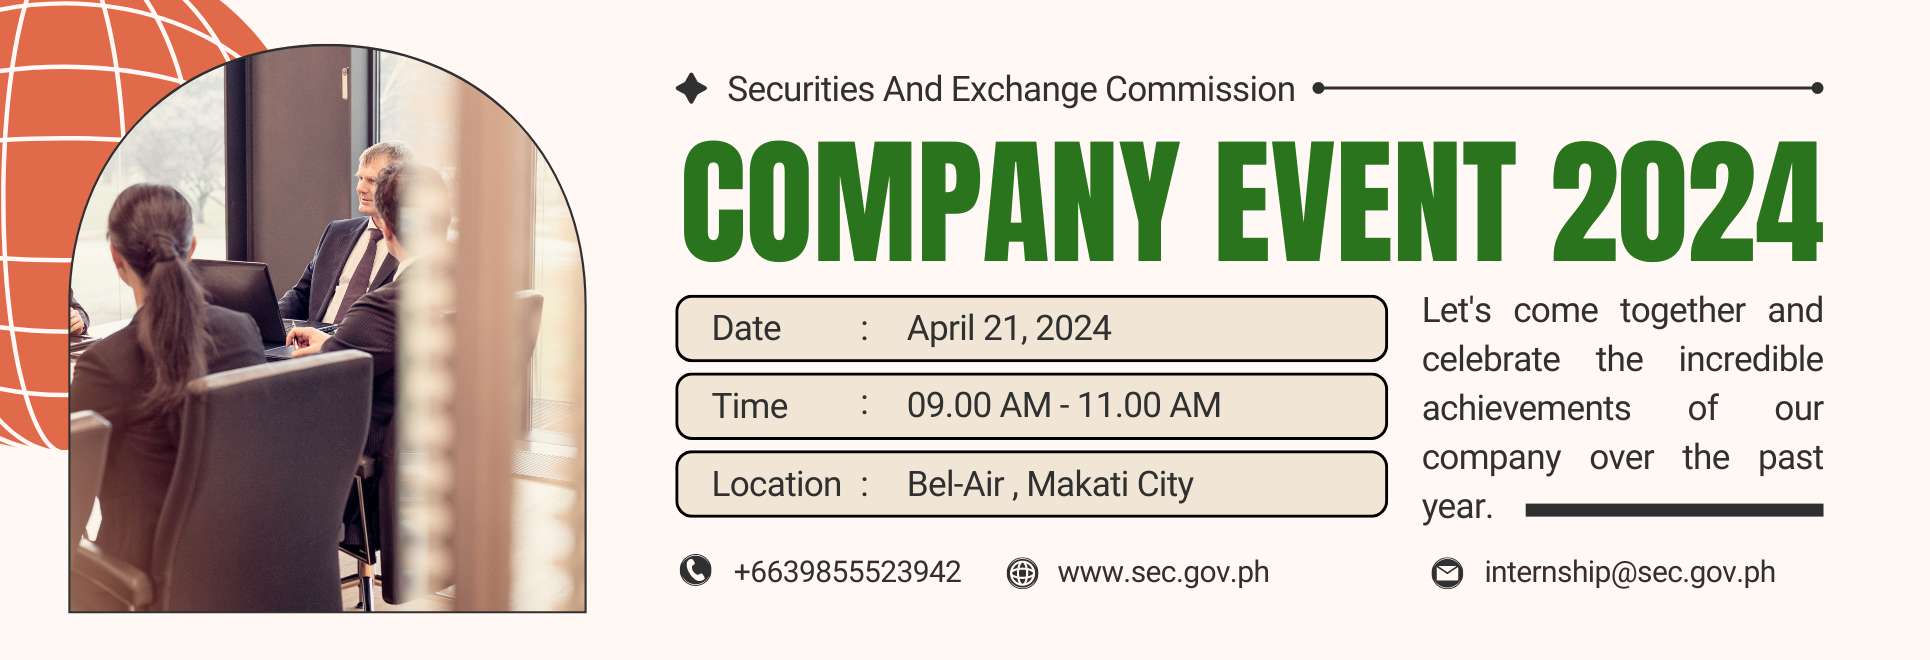 Securities And Exchange Commission
COMPANY EVENT 2024
Date : April 21, 2024
Time : 09.00 AM - 11.00 AM
Location : Bel-Air , Makati City
Let's come together and
celebrate the incredible
achievements of our
company over the past
year.
+6639855523942
www.sec.gov.ph
internship@sec.gov.ph